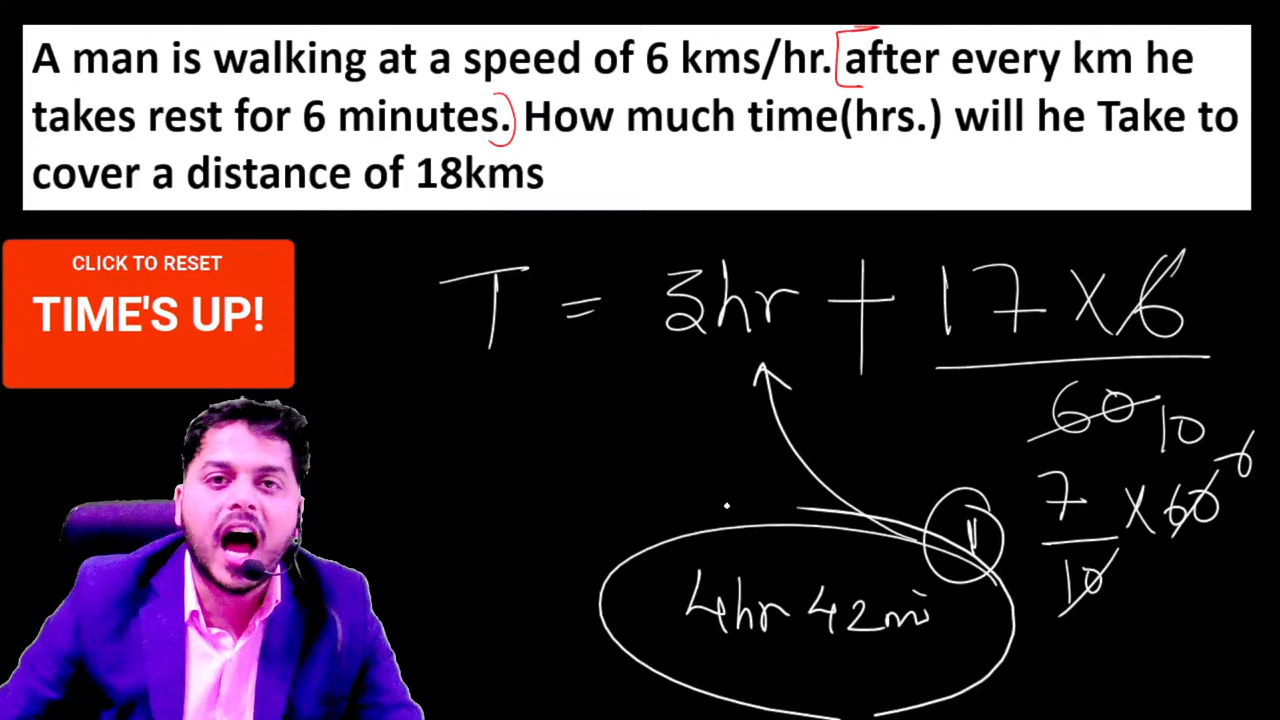 A man is walking at a speed of 6 kms/hr. after every km he
takes rest for 6 minutes. How much time(hrs.) will he Take to
cover a distance of 18kms
CLICK TO RESET
TIME'S UP!
T = 3hr + 17 × 6
60 10
7 × 60 6
10
1
4hr 42mi